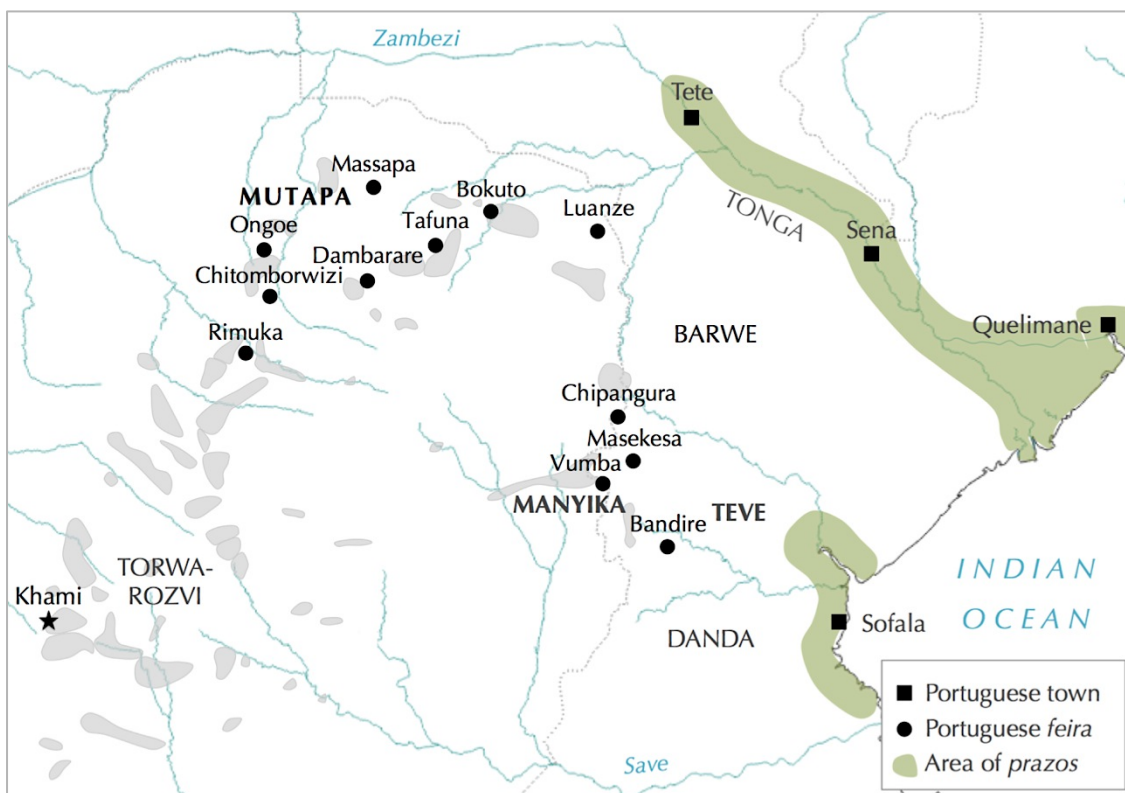 Zambezi
Tete
Massapa
MUTAPA
Bokuto
Luanze
TONGA
Ongoe
Tafuna
Sena
Dambarare
Chitomborwizi
Rimuka
BARWE
Quelimane
Chipangura
Masekesa
Vumba
MANYIKA
TEVE
Bandire
TORWA-
ROZVI
Khami
INDIAN
OCEAN
DANDA
Sofala
Save
Portuguese town
Portuguese feira
Area of prazos